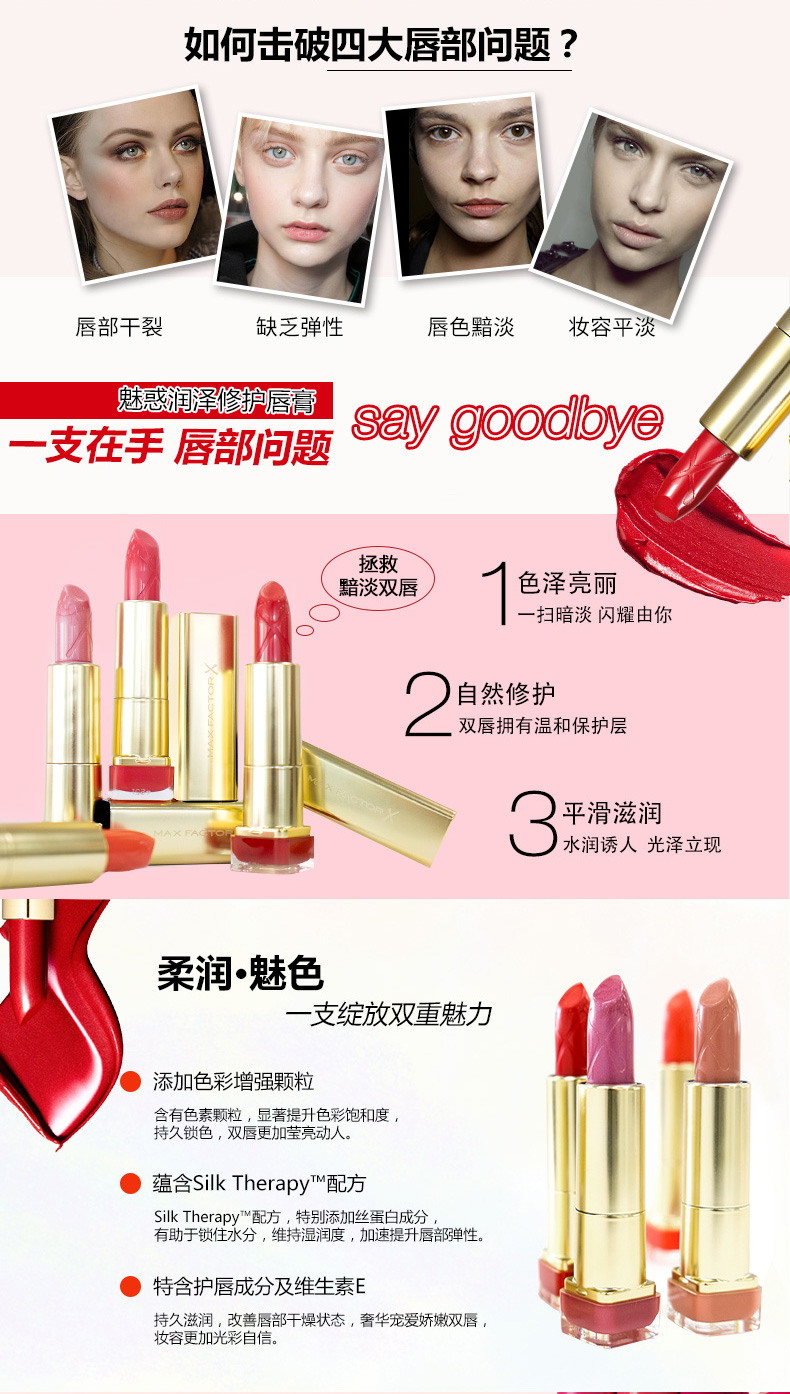 如何击破四大唇部问题？
唇部干裂
缺乏弹性
唇色黯淡
妆容平淡
魅惑润泽修护唇膏
一支在手 唇部问题
say goodbye
拯救
黯淡双唇
1
色泽亮丽
一扫暗淡 闪耀由你
2
自然修护
双唇拥有温和保护层
3
平滑滋润
水润诱人 光泽立现
MAX FACTOR X
MAX FACTOR X
MAX FACTOR
柔润•魅色
一支绽放双重魅力
添加色彩增强颗粒
含有色素颗粒，显著提升色彩饱和度，
持久锁色，双唇更加莹亮动人。
蕴含Silk Therapy™配方
Silk Therapy™配方，特别添加丝蛋白成分，
有助于锁住水分，维持湿润度，加速提升唇部弹性。
特含护唇成分及维生素E
持久滋润，改善唇部干燥状态，奢华宠爱娇嫩双唇，
妆容更加光彩自信。